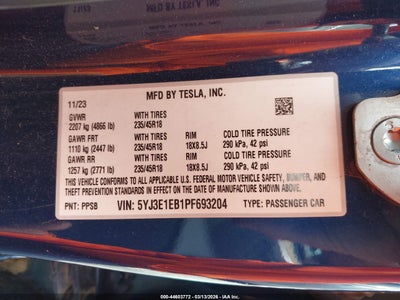 MFD BY TESLA, INC.
11/23
GVWR WITH TIRES
2207 kg (4866 lb) 235/45R18
GAWR FRT WITH TIRES RIM COLD TIRE PRESSURE
1110 kg (2447 lb) 235/45R18 18X8.5J 290 kPa, 42 psi
GAWR RR WITH TIRES RIM COLD TIRE PRESSURE
1257 kg (2771 lb) 235/45R18 18X8.5J 290 kPa, 42 psi
THIS VEHICLE CONFORMS TO ALL APPLICABLE U.S. FEDERAL MOTOR VEHICLE SAFETY, BUMPER, AND
THEFT PREVENTION STANDARDS IN EFFECT ON THE DATE OF MANUFACTURE SHOWN ABOVE.
PNT: PPSB VIN: 5YJ3E1EB1PF693204 TYPE: PASSENGER CAR
000-44603772 - 03/13/2026 - IAA, Inc.